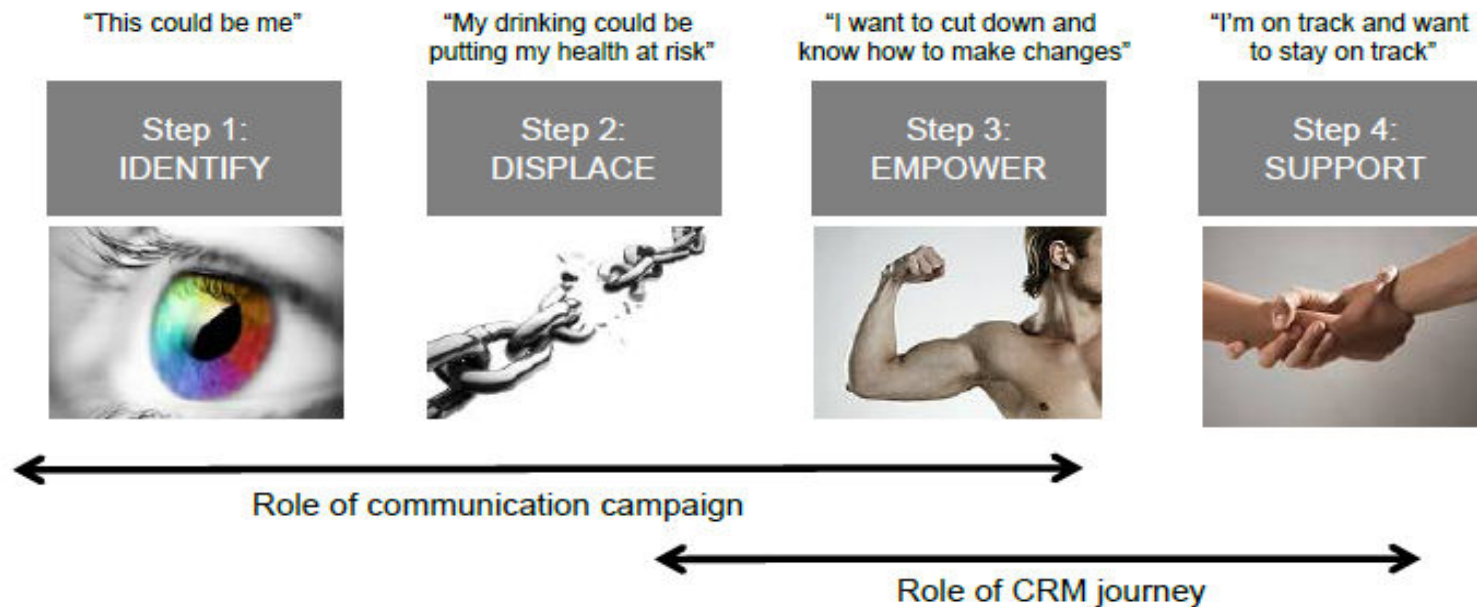 “This could be me”
“My drinking could be
putting my health at risk”
“I want to cut down and
know how to make changes”
“I’m on track and want
to stay on track”
Step 1:
IDENTIFY
Step 2:
DISPLACE
Step 3:
EMPOWER
Step 4:
SUPPORT
Role of communication campaign
Role of CRM journey